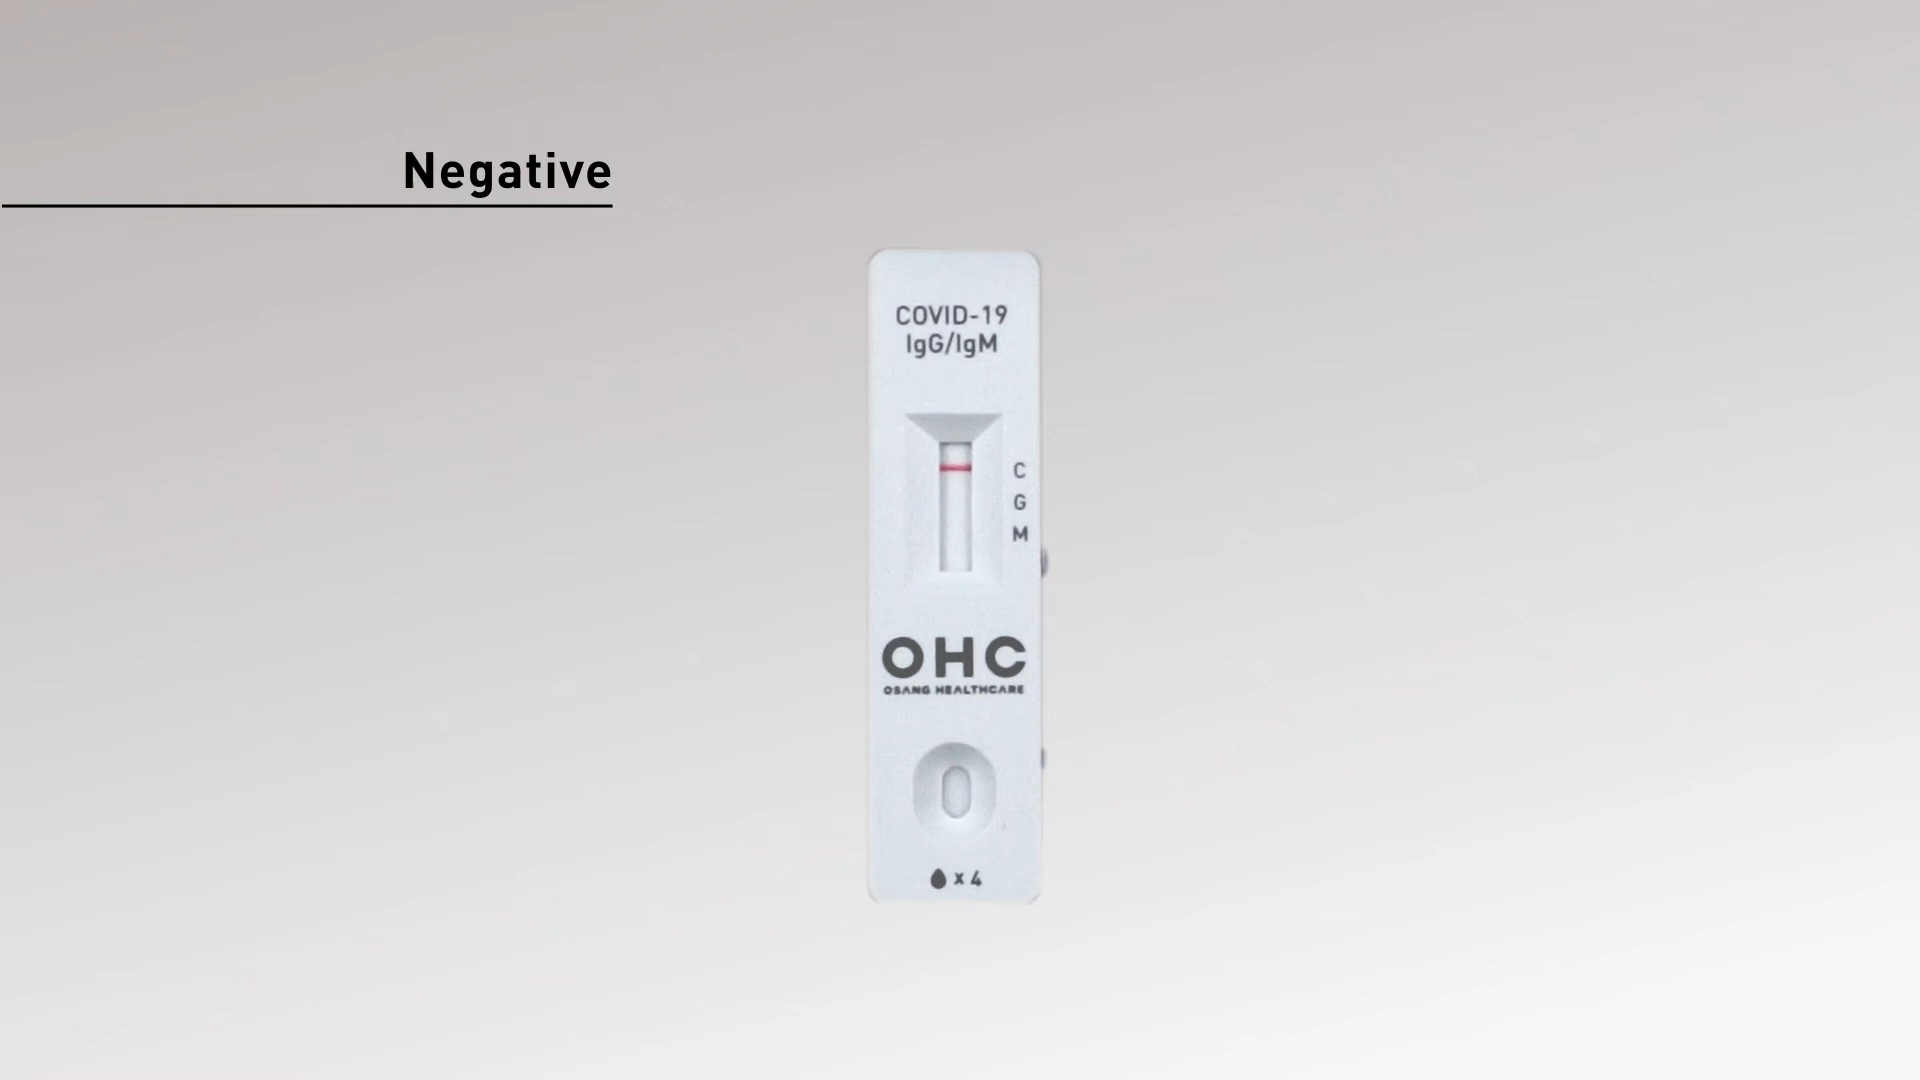 Negative
COVID-19
IgG/IgM
C
G
M
OHC
OSANG HEALTHCARE
x 4